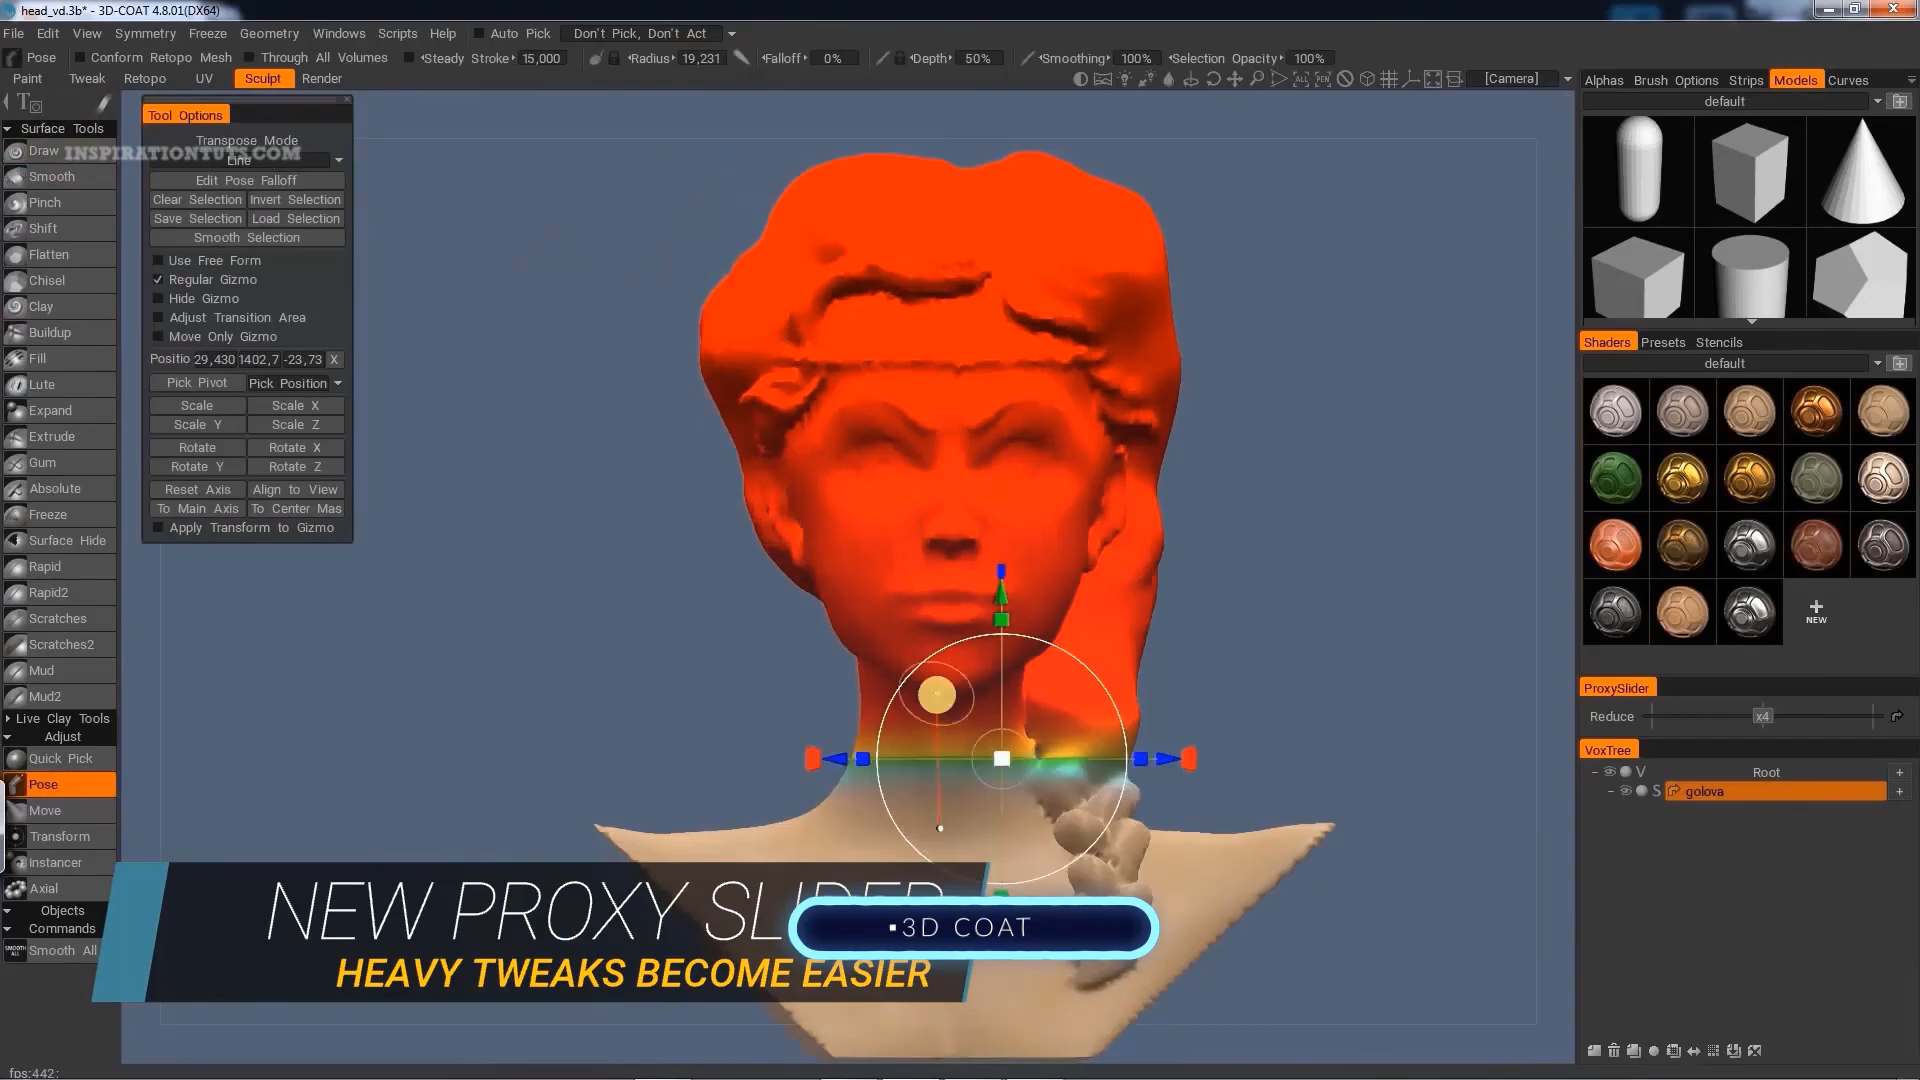 head_vd.3b* - 3D-COAT 4.8.01(DX64)
File Edit View Symmetry Freeze Geometry Windows Scripts Help Auto Pick Don't Pick, Don't Act
Pose Conform Retopo Mesh Through All Volumes Steady Stroke 15,000 Radius 19,231 Falloff 0% Depth 50% Smoothing 100% Selection Opacity 100%
Paint Tweak Retopo UV Sculpt Render [Camera]
Surface Tools
Draw
Smooth
Pinch
Shift
Flatten
Chisel
Clay
Buildup
Fill
Lute
Expand
Extrude
Gum
Absolute
Freeze
Surface Hide
Rapid
Rapid2
Scratches
Scratches2
Mud
Mud2
Live Clay Tools
Adjust
Quick Pick
Pose
Move
Transform
Instancer
Axial
Objects
Commands
Smooth All
Tool Options
Transpose Mode
INSPIRATIONTUTS.COM
Line
Edit Pose Falloff
Clear Selection Invert Selection
Save Selection Load Selection
Smooth Selection
Use Free Form
Regular Gizmo
Hide Gizmo
Adjust Transition Area
Move Only Gizmo
Positio 29,430 1402,7 -23,73 X
Pick Pivot Pick Position
Scale Scale X
Scale Y Scale Z
Rotate Rotate X
Rotate Y Rotate Z
Reset Axis Align to View
To Main Axis To Center Mas
Apply Transform to Gizmo
Alphas Brush Options Strips Models Curves
default
Shaders Presets Stencils
default
NEW
ProxySlider
Reduce x4
VoxTree
V Root +
S golova +
NEW PROXY SLIDER
3D COAT
HEAVY TWEAKS BECOME EASIER
fps:442: